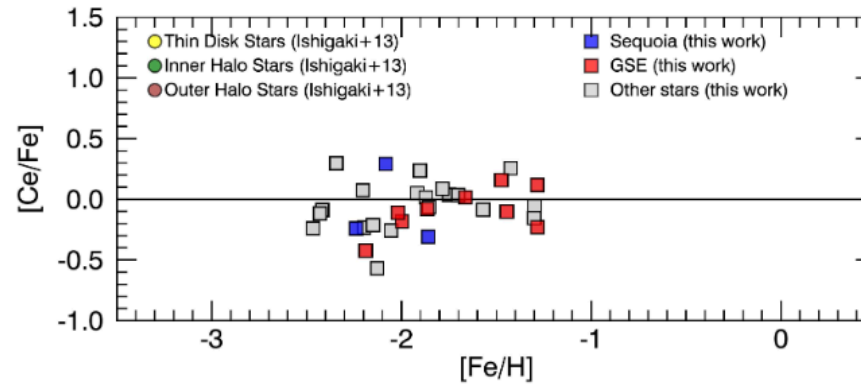 1.5
1.0
0.5
0.0
-0.5
-1.0
[Ce/Fe]
Thin Disk Stars (Ishigaki+13)
Inner Halo Stars (Ishigaki+13)
Outer Halo Stars (Ishigaki+13)
Sequoia (this work)
GSE (this work)
Other stars (this work)
-3
-2
-1
0
[Fe/H]